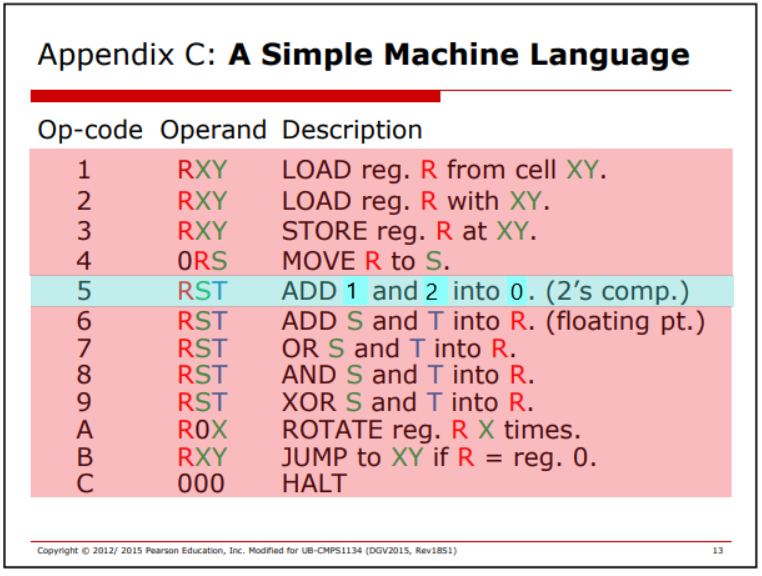 Appendix C: A Simple Machine Language
Op-code Operand Description
1 RXY LOAD reg. R from cell XY.
2 RXY LOAD reg. R with XY.
3 RXY STORE reg. R at XY.
4 0RS MOVE R to S.
5 RST ADD 1 and 2 into 0. (2’s comp.)
6 RST ADD S and T into R. (floating pt.)
7 RST OR S and T into R.
8 RST AND S and T into R.
9 RST XOR S and T into R.
A R0X ROTATE reg. R X times.
B RXY JUMP to XY if R = reg. 0.
C 000 HALT
Copyright © 2012/ 2015 Pearson Education, Inc. Modified for UB-CMPS1134 (DGV2015, Rev18S1) 13